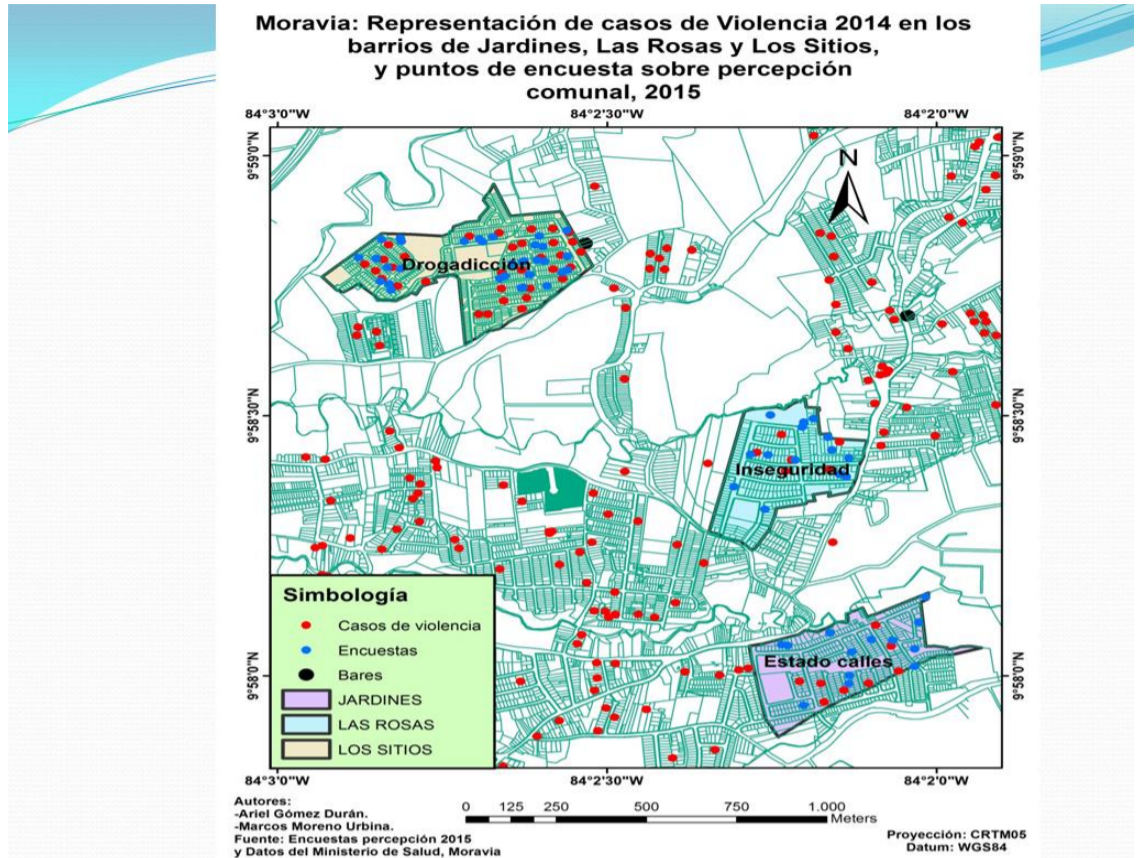 Moravia: Representación de casos de Violencia 2014 en los
barrios de Jardines, Las Rosas y Los Sitios,
y puntos de encuesta sobre percepción
comunal, 2015
84°3'0"W
84°2'30"W
84°2'0"W
9°59'0"N
9°59'0"N
N
Drogadicción
9°58'30"N
9°58'30"N
Inseguridad
Simbología
Casos de violencia
Encuestas
Bares
JARDINES
LAS ROSAS
LOS SITIOS
Estado calles
9°58'0"N
9°58'0"N
84°3'0"W
84°2'30"W
84°2'0"W
Autores:
-Ariel Gómez Durán.
-Marcos Moreno Urbina.
Fuente: Encuestas percepción 2015
y Datos del Ministerio de Salud, Moravia
0 125 250 500 750 1.000
Meters
Proyección: CRTM05
Datum: WGS84